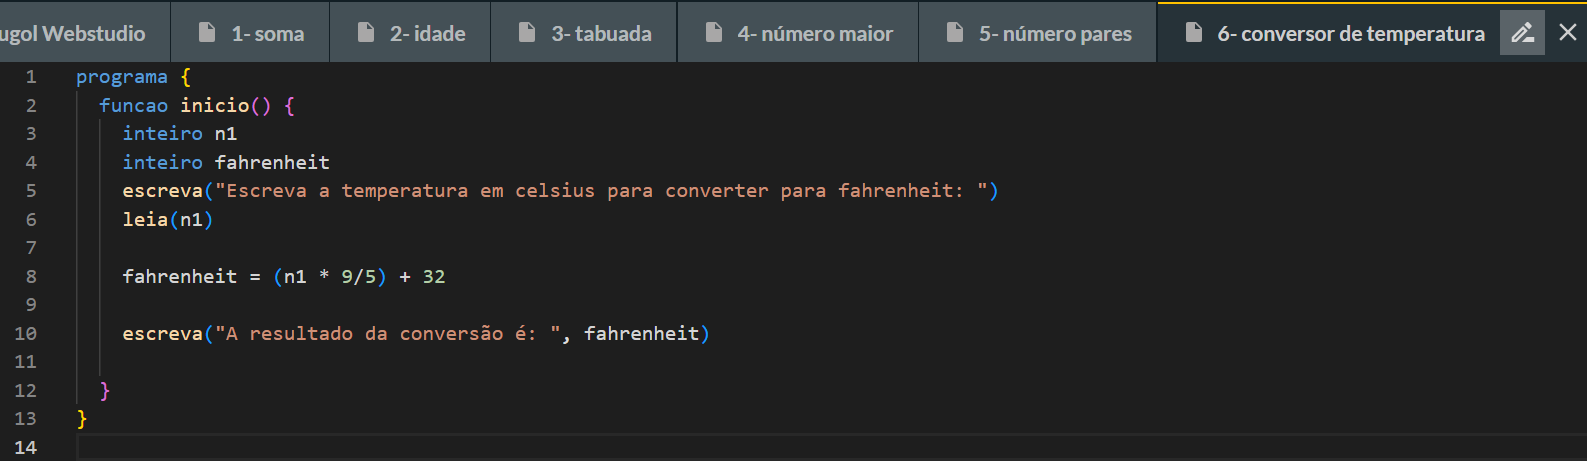 ugol Webstudio 1- soma 2- idade 3- tabuada 4- número maior 5- número pares 6- conversor de temperatura
1 programa {
2 funcao inicio() {
3 inteiro n1
4 inteiro fahrenheit
5 escreva("Escreva a temperatura em celsius para converter para fahrenheit: ")
6 leia(n1)
7
8 fahrenheit = (n1 * 9/5) + 32
9
10 escreva("A resultado da conversão é: ", fahrenheit)
11
12 }
13 }
14